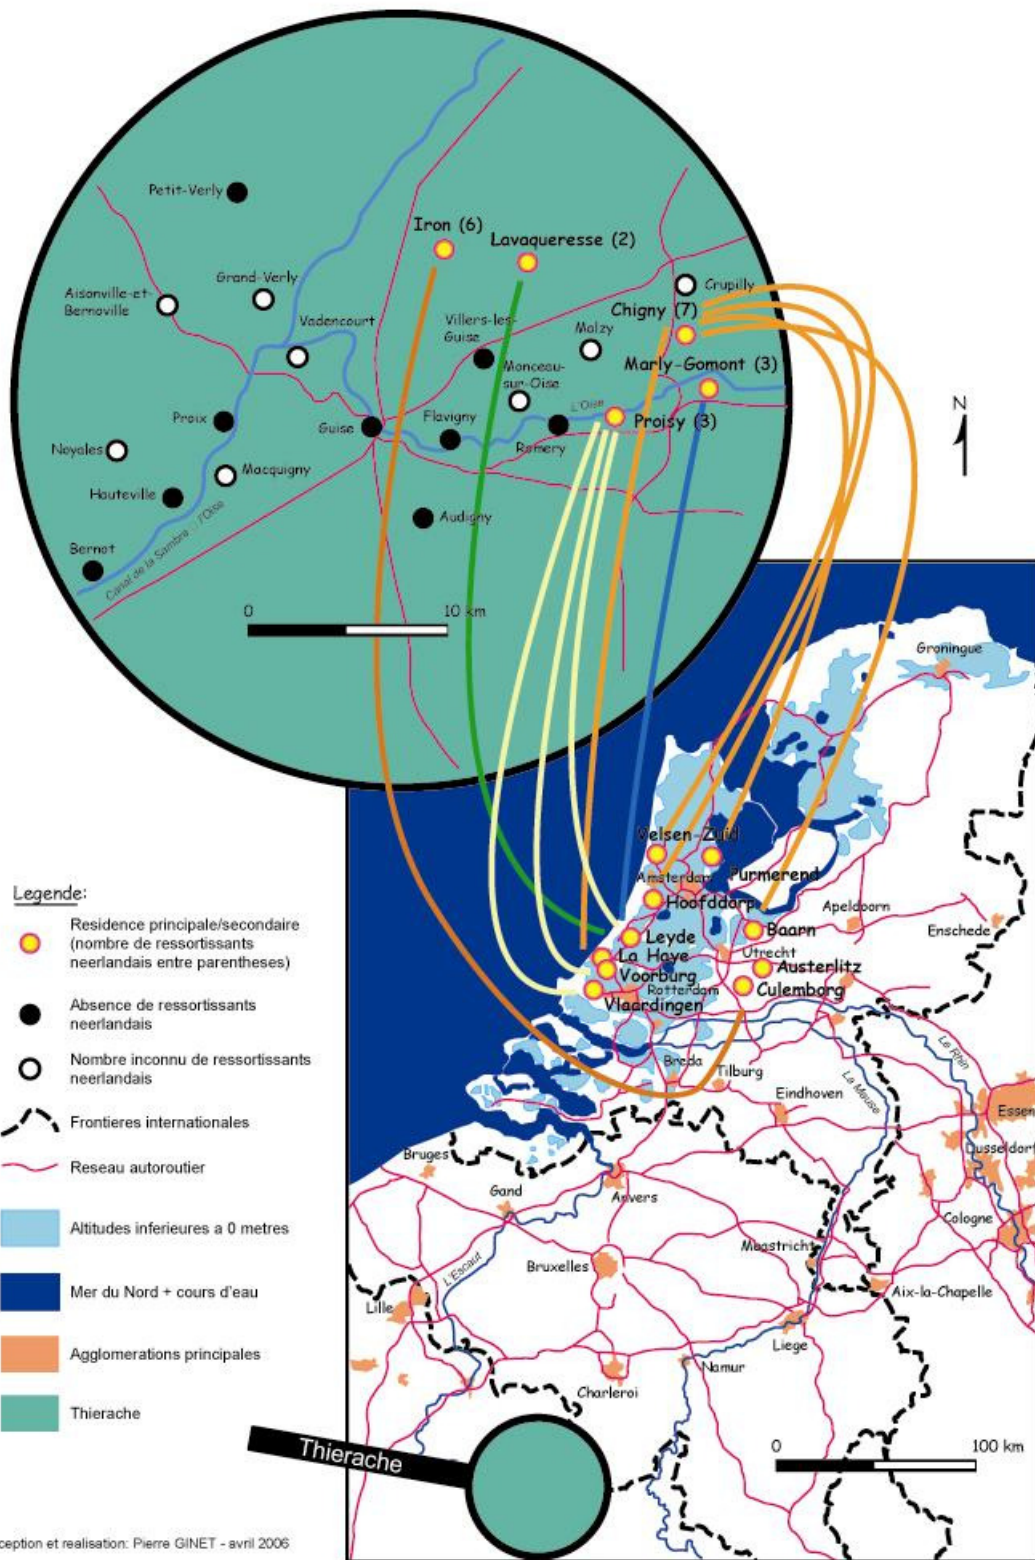 Petit-Verly
Iron (6)
Lavaqueresse (2)
Grand-Verly
Aisonville-et-
Bernoville
Crupilly
Chigny (7)
Vadencourt
Villers-les-
Guise
Malzy
Marly-Gomont (3)
Monceau-
sur-Oise
L'Oise
Proix
Flavigny
Guise
Proisy (3)
Romery
Noyales
Macquigny
Hauteville
Audigny
Bernot
Canal de la Sambre à l'Oise
0 10 km
N
Groningue
Velsen-Zuid
Amsterdam
Purmerend
Hoofddorp
Apeldoorn
Enschede
Leyde
Baarn
La Haye
Utrecht
Voorburg
Austerlitz
Rotterdam
Culemborg
Vlaardingen
Breda
Tilburg
Le Rhin
La Meuse
Eindhoven
Essen
Dusseldorf
Bruges
Gand
Anvers
Cologne
Maastricht
Bruxelles
L'Escaut
Aix-la-Chapelle
Lille
Liege
Namur
Charleroi
0 100 km
Thierache
Legende:
Residence principale/secondaire
(nombre de ressortissants
neerlandais entre parentheses)
Absence de ressortissants
neerlandais
Nombre inconnu de ressortissants
neerlandais
Frontieres internationales
Reseau autoroutier
Altitudes inferieures a 0 metres
Mer du Nord + cours d'eau
Agglomerations principales
Thierache
ception et realisation: Pierre GINET - avril 2006